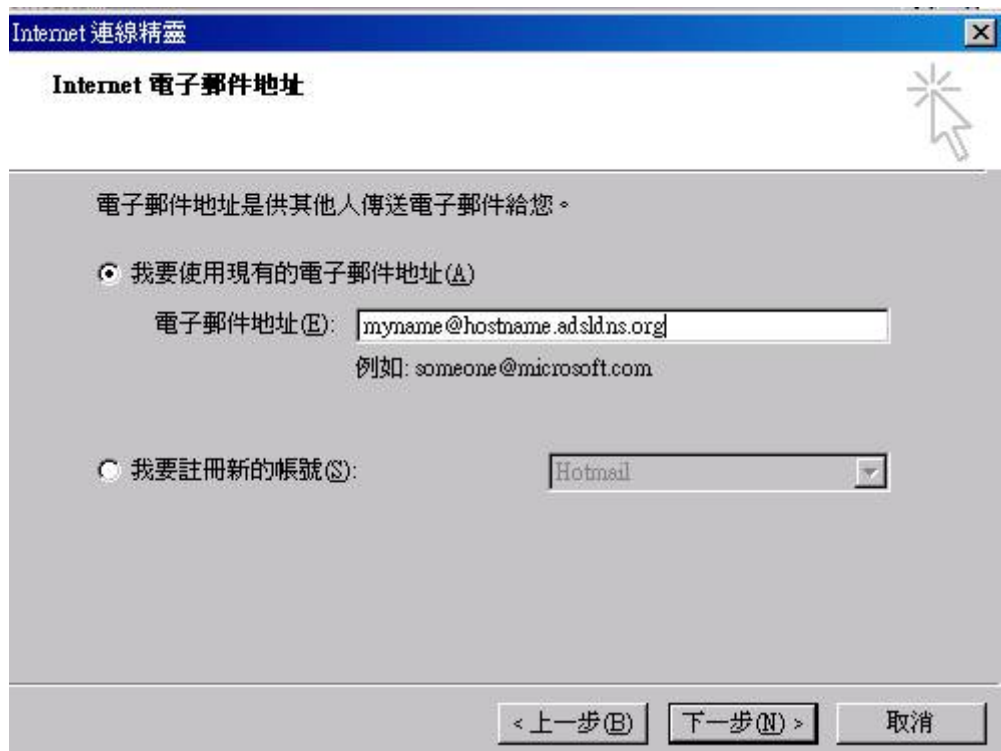 Internet 連線精靈
Internet 電子郵件地址
電子郵件地址是供其他人傳送電子郵件給您。
我要使用現有的電子郵件地址(A)
電子郵件地址(E): myname@hostname.adsldns.org
例如: someone@microsoft.com
我要註冊新的帳號(S): Hotmail
<上一步(B) 下一步(N)> 取消